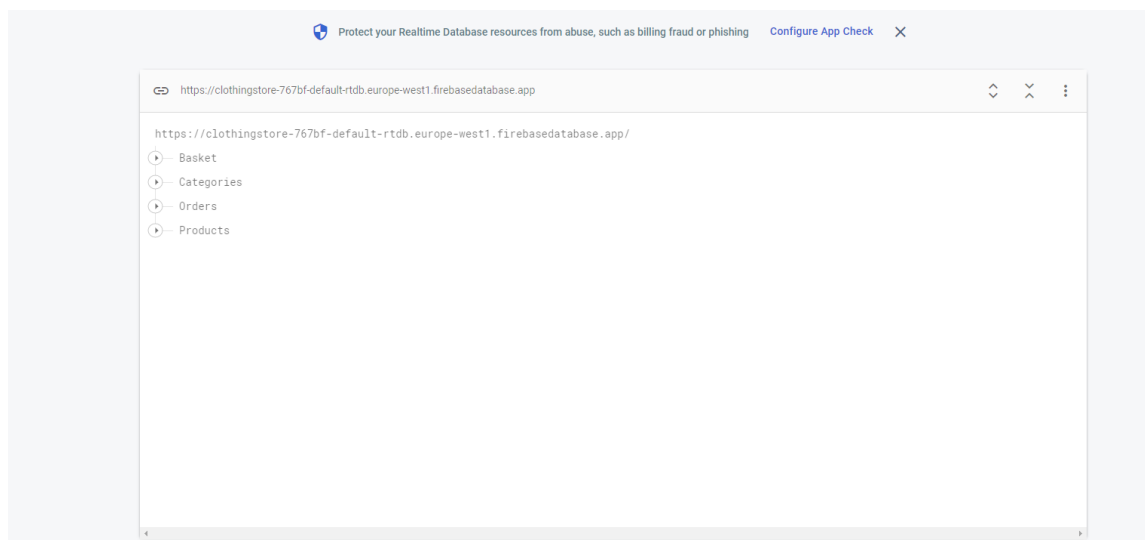 Protect your Realtime Database resources from abuse, such as billing fraud or phishing Configure App Check
https://clothingstore-767bf-default-rtdb.europe-west1.firebasedatabase.app
https://clothingstore-767bf-default-rtdb.europe-west1.firebasedatabase.app/
Basket
Categories
Orders
Products